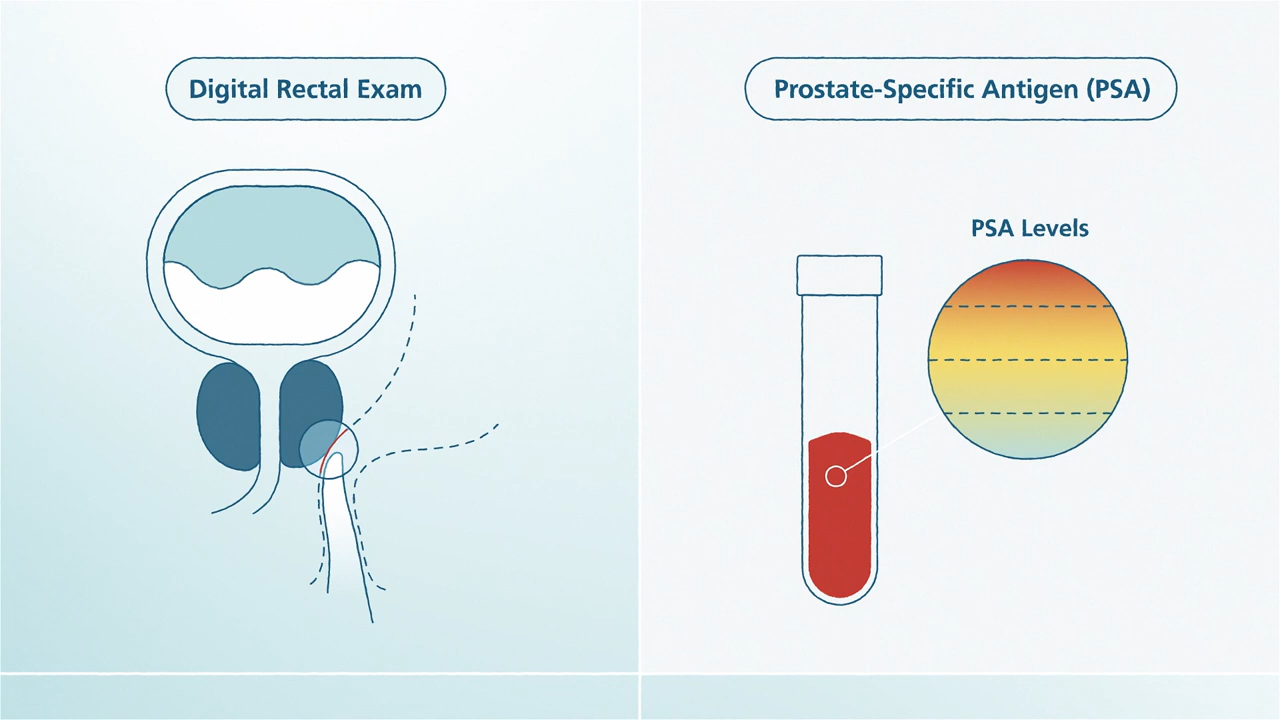 Digital Rectal Exam
Prostate-Specific Antigen (PSA)
PSA Levels